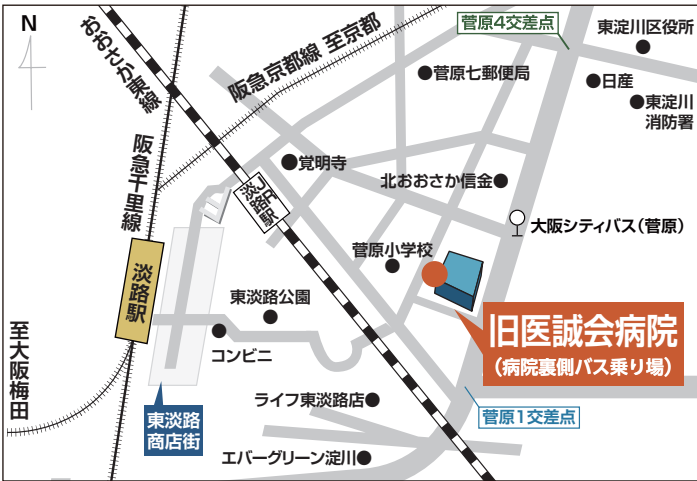 N
おおさか東線
阪急京都線 至京都
菅原4交差点
東淀川区役所
菅原七郵便局
日産
東淀川
消防署
阪急千里線
覚明寺
JR
淡路駅
北おおさか信金
大阪シティバス（菅原）
菅原小学校
淡路駅
東淡路公園
コンビニ
旧医誠会病院
（病院裏側バス乗り場）
至大阪梅田
ライフ東淡路店
菅原1交差点
東淡路
商店街
エバーグリーン淀川